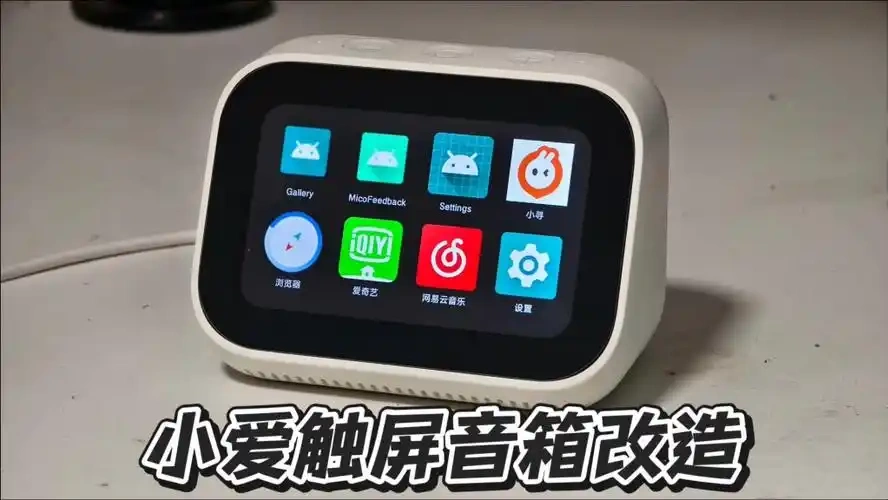 Gallery
MicoFeedback
Settings
小寻
浏览器
iQIYI
爱奇艺
网易云音乐
设置
小爱触屏音箱改造